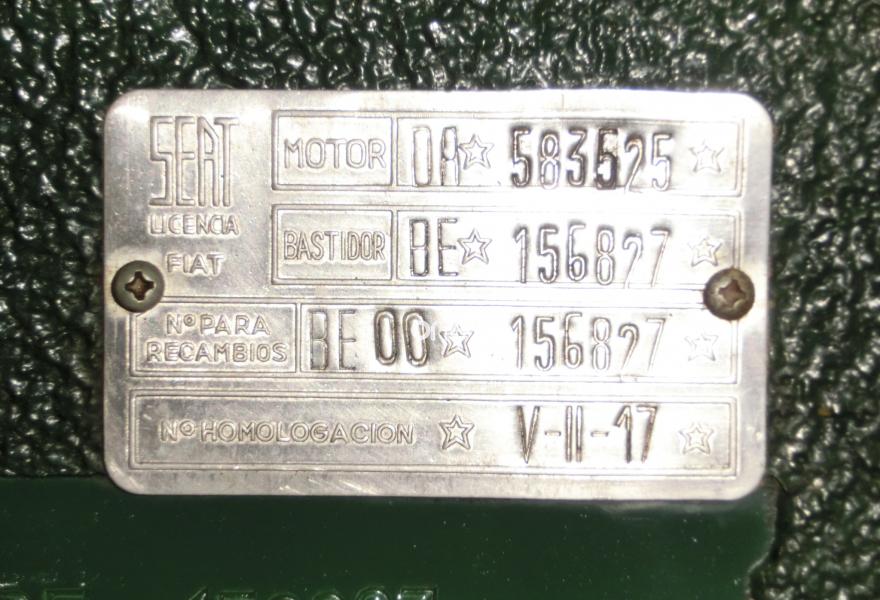 SEAT
LICENCIA
FIAT
MOTOR DA☆ 583525 ☆
BASTIDOR BE☆ 156827 ☆
Nº PARA RECAMBIOS BE 00 ☆ 156827 ☆
Nº HOMOLOGACION ☆ V-II-17 ☆